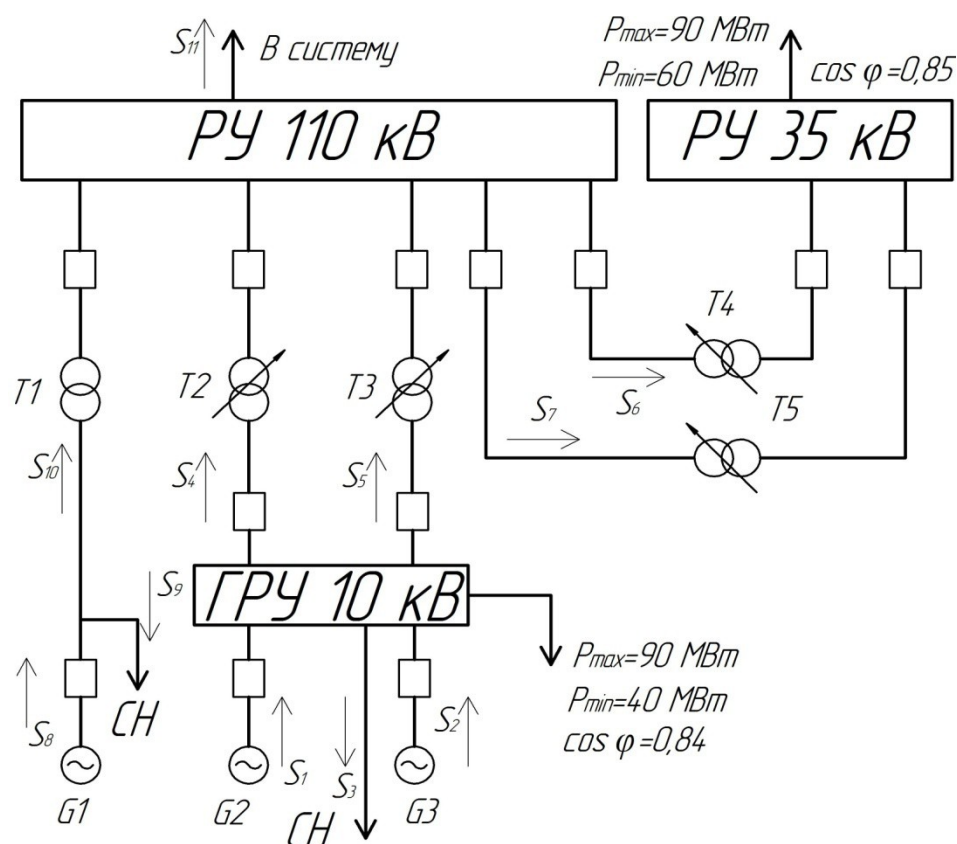 S11
В систему
Pmax=90 МВт
Pmin=60 МВт
cos φ=0,85
РУ 110 кВ
РУ 35 кВ
T1
T2
T3
T4
T5
S6
S7
S10
S4
S5
S9
ГРУ 10 кВ
Pmax=90 МВт
Pmin=40 МВт
cos φ=0,84
S8
СН
S1
S3
S2
G1
G2
СН
G3